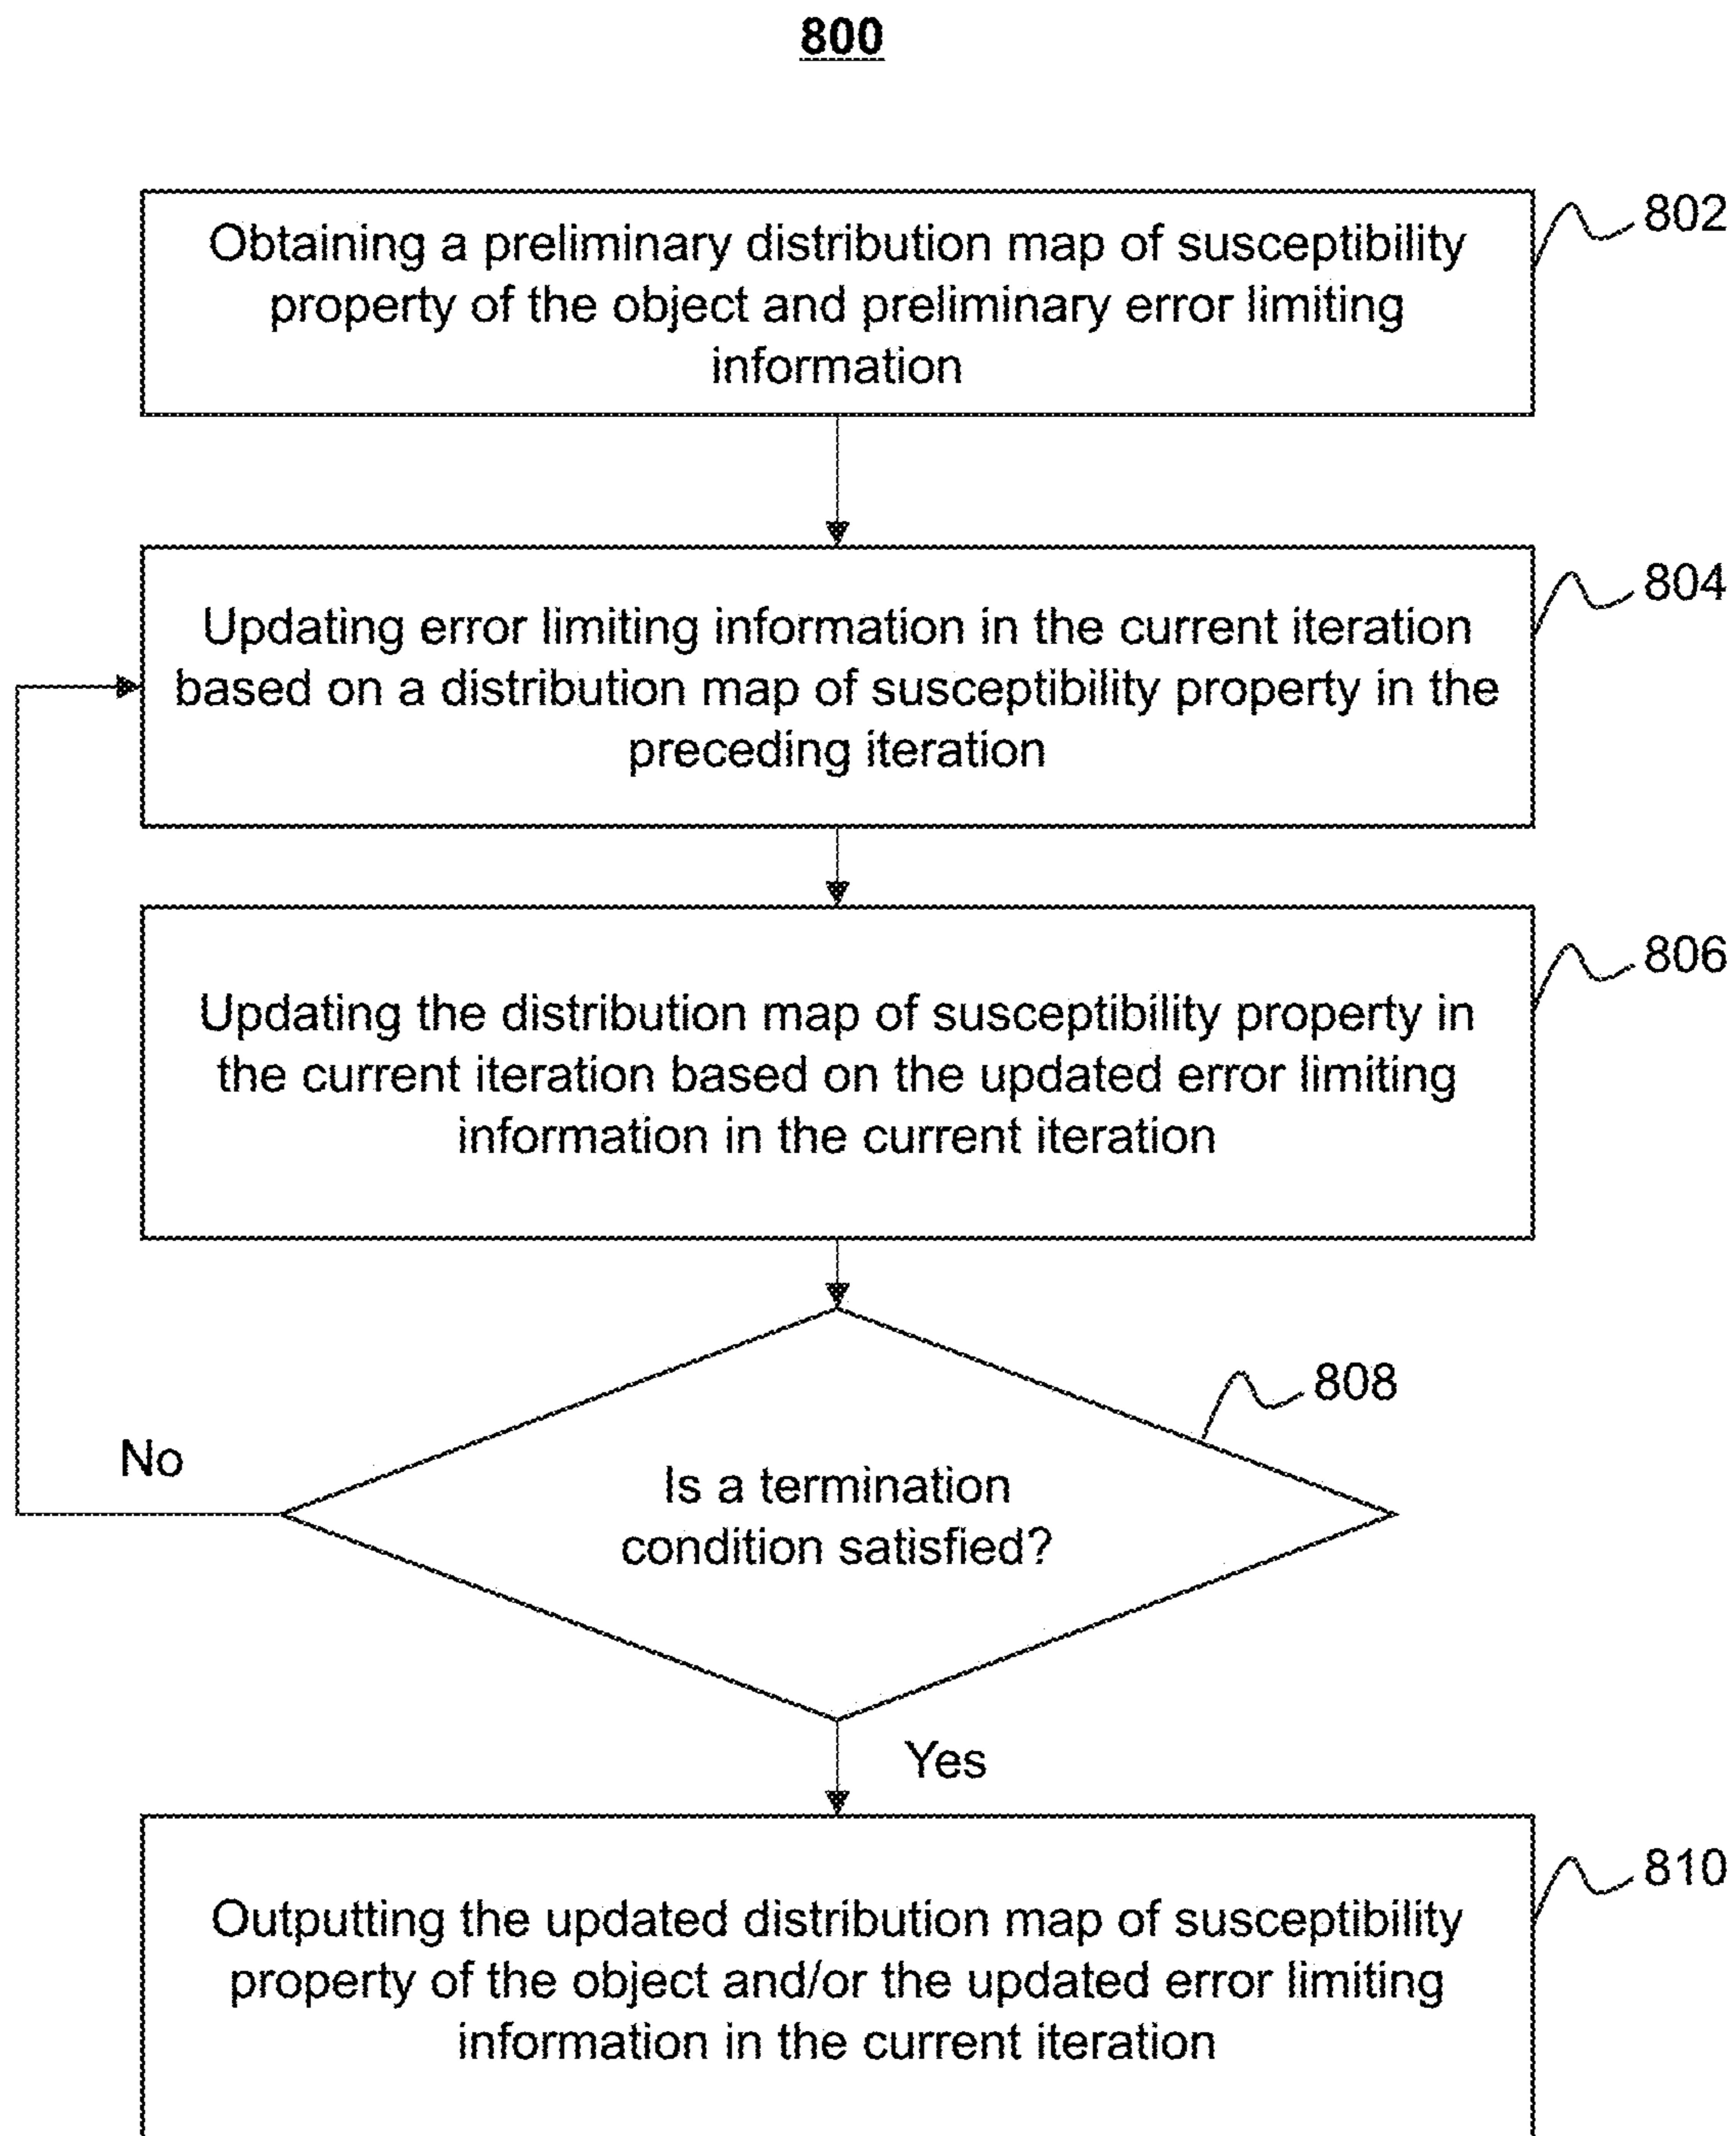 800
802
Obtaining a preliminary distribution map of susceptibility
property of the object and preliminary error limiting
information
804
Updating error limiting information in the current iteration
based on a distribution map of susceptibility property in the
preceding iteration
806
Updating the distribution map of susceptibility property in
the current iteration based on the updated error limiting
information in the current iteration
808
No
Is a termination
condition satisfied?
Yes
810
Outputting the updated distribution map of susceptibility
property of the object and/or the updated error limiting
information in the current iteration